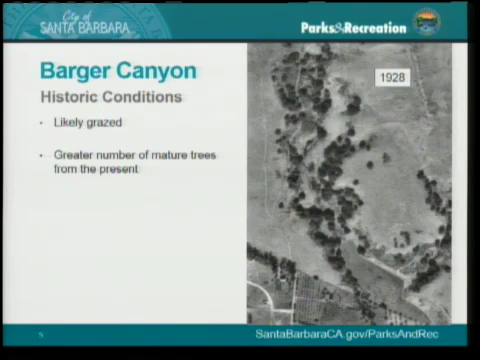 City of
SANTA BARBARA
Parks&Recreation
Barger Canyon
Historic Conditions
1928
• Likely grazed
• Greater number of mature trees
from the present
SantaBarbaraCA.gov/ParksAndRec